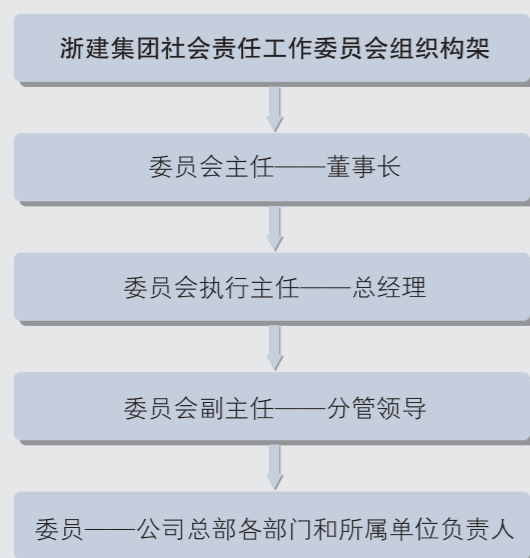 浙建集团社会责任工作委员会组织构架
委员会主任——董事长
委员会执行主任——总经理
委员会副主任——分管领导
委员——公司总部各部门和所属单位负责人